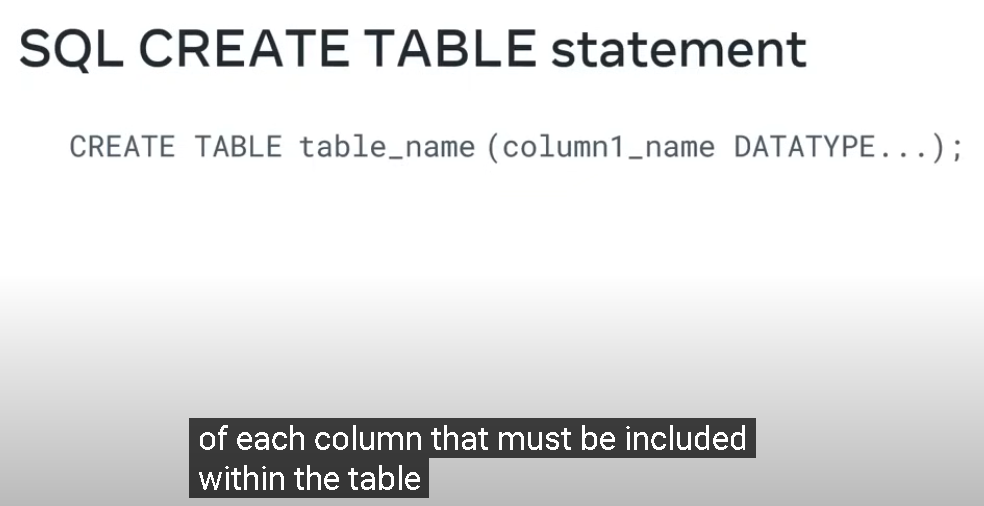 SQL CREATE TABLE statement
CREATE TABLE table_name (column1_name DATATYPE...);
of each column that must be included
within the table